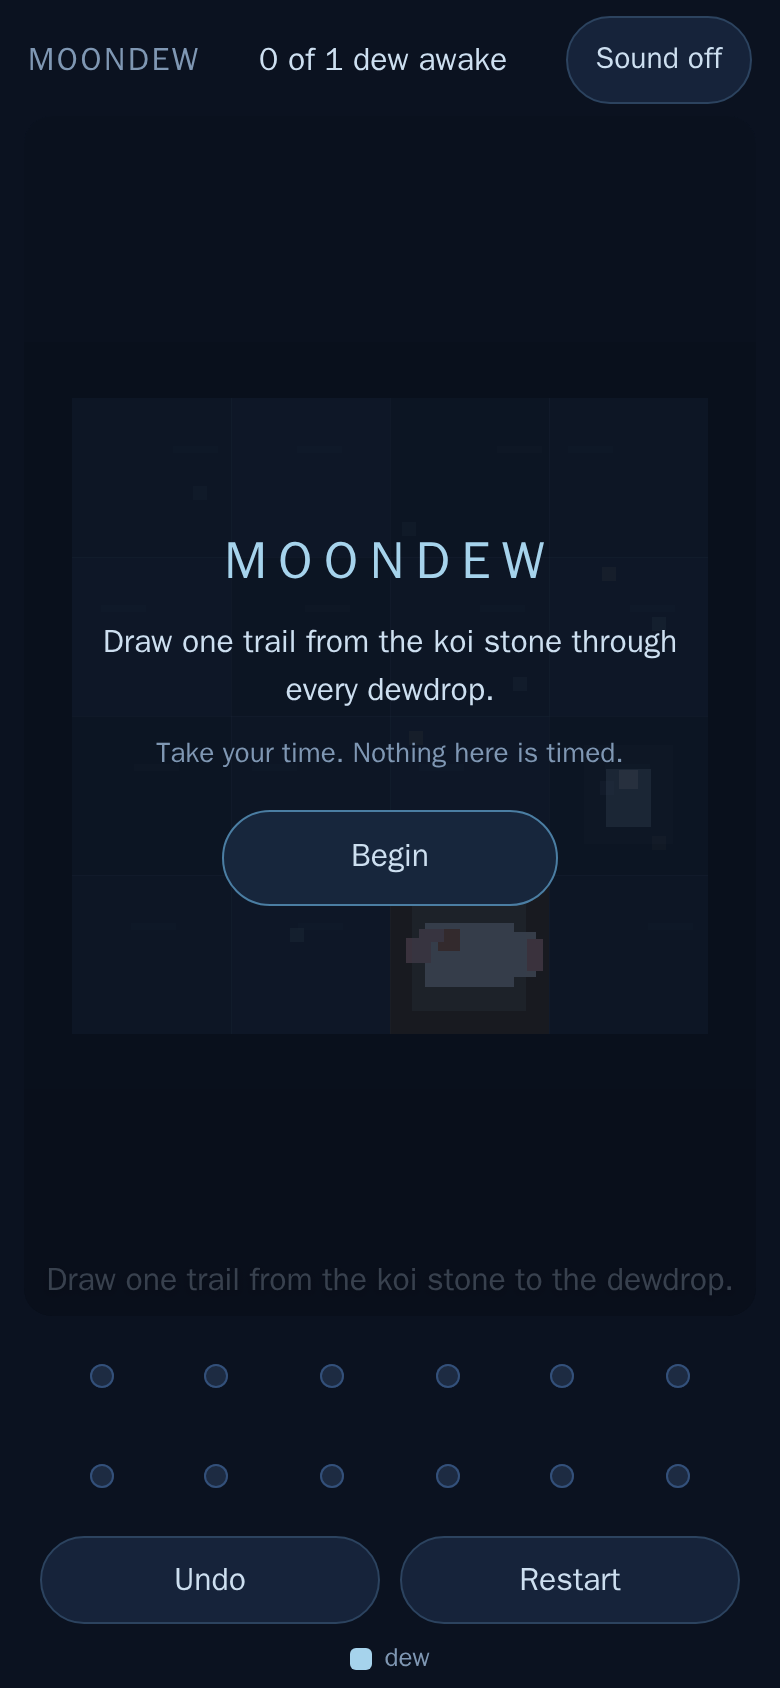 MOONDEW
0 of 1 dew awake
Sound off
MOONDEW
Draw one trail from the koi stone through
every dewdrop.
Take your time. Nothing here is timed.
Begin
Draw one trail from the koi stone to the dewdrop.
Undo
Restart
dew